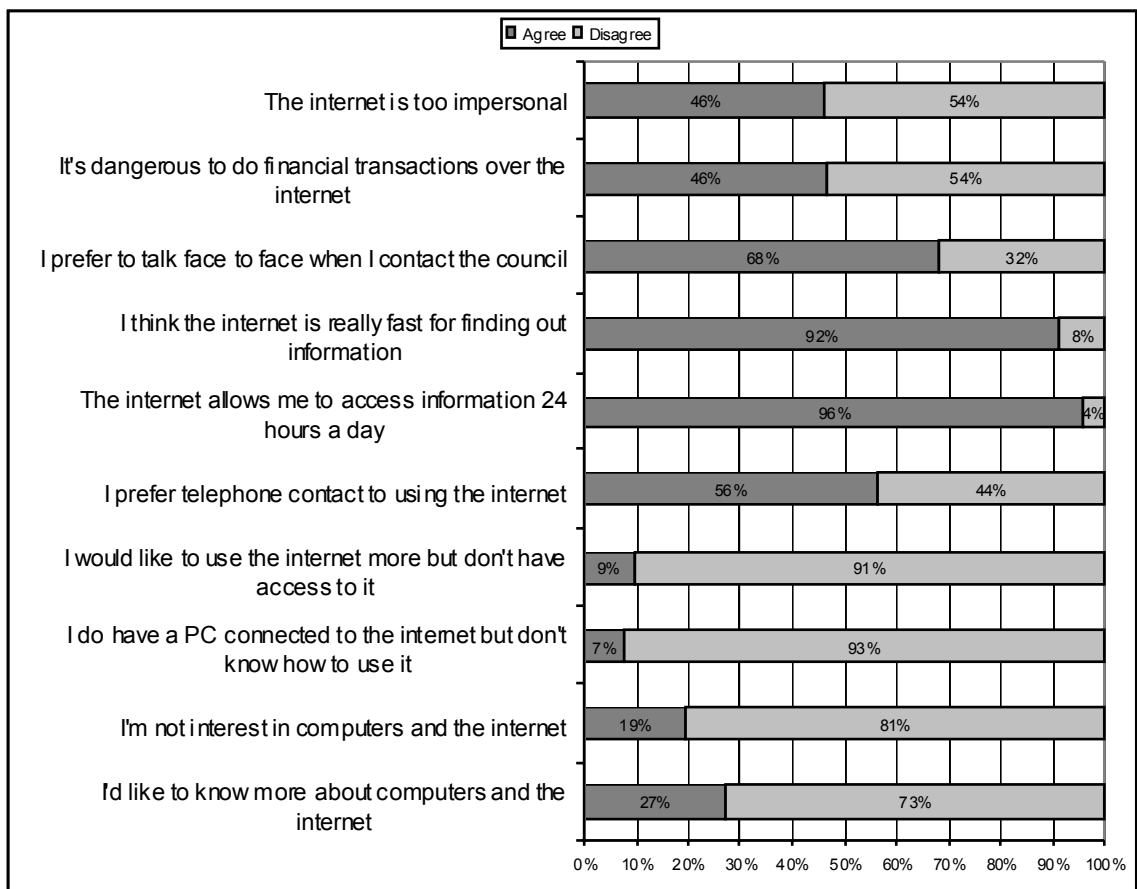 Agree Disagree
The internet is too impersonal
46% 54%
It's dangerous to do financial transactions over the
internet
46% 54%
I prefer to talk face to face when I contact the council
68% 32%
I think the internet is really fast for finding out
information
92% 8%
The internet allows me to access information 24
hours a day
96% 4%
I prefer telephone contact to using the internet
56% 44%
I would like to use the internet more but don't have
access to it
9% 91%
I do have a PC connected to the internet but don't
know how to use it
7% 93%
I'm not interest in computers and the internet
19% 81%
I'd like to know more about computers and the
internet
27% 73%
0% 10% 20% 30% 40% 50% 60% 70% 80% 90% 100%